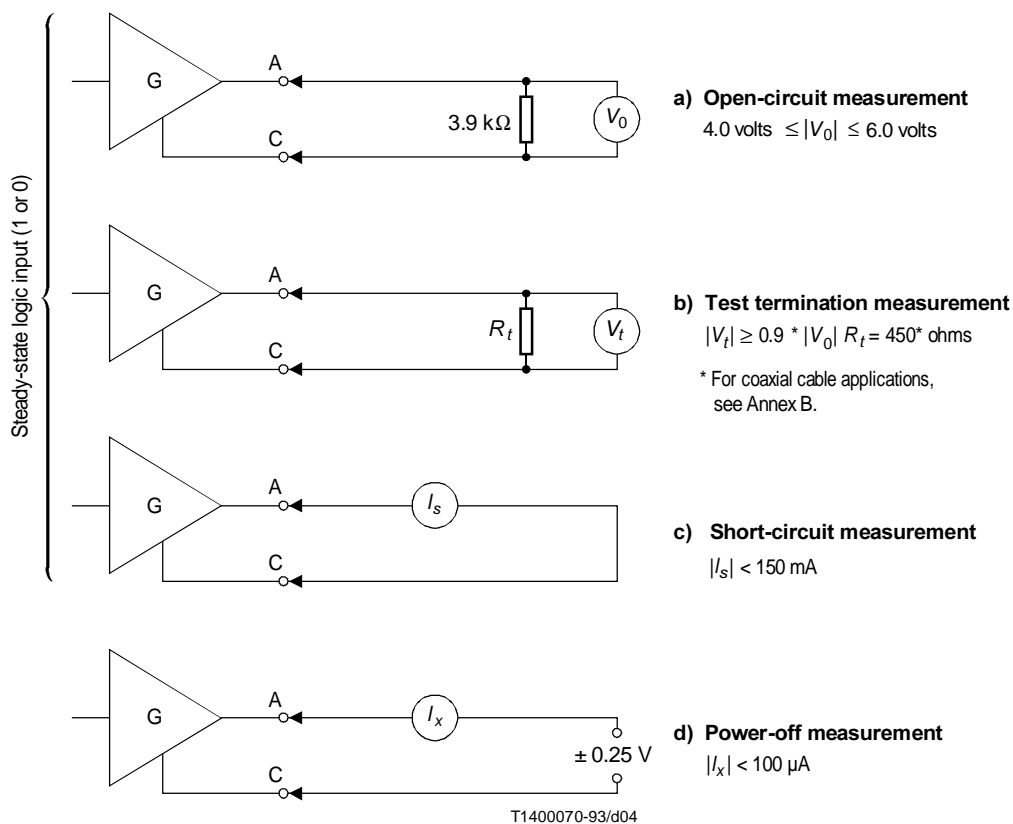 Steady-state logic input (1 or 0)
G
A
C
3.9 kΩ
V0
a) Open-circuit measurement
4.0 volts ≤ |V0| ≤ 6.0 volts
G
A
C
Rt
Vt
b) Test termination measurement
|Vt| ≥ 0.9 * |V0| Rt = 450* ohms
* For coaxial cable applications,
see Annex B.
G
A
C
Is
c) Short-circuit measurement
|Is| < 150 mA
G
A
C
Ix
± 0.25 V
d) Power-off measurement
|Ix| < 100 µA
T1400070-93/d04